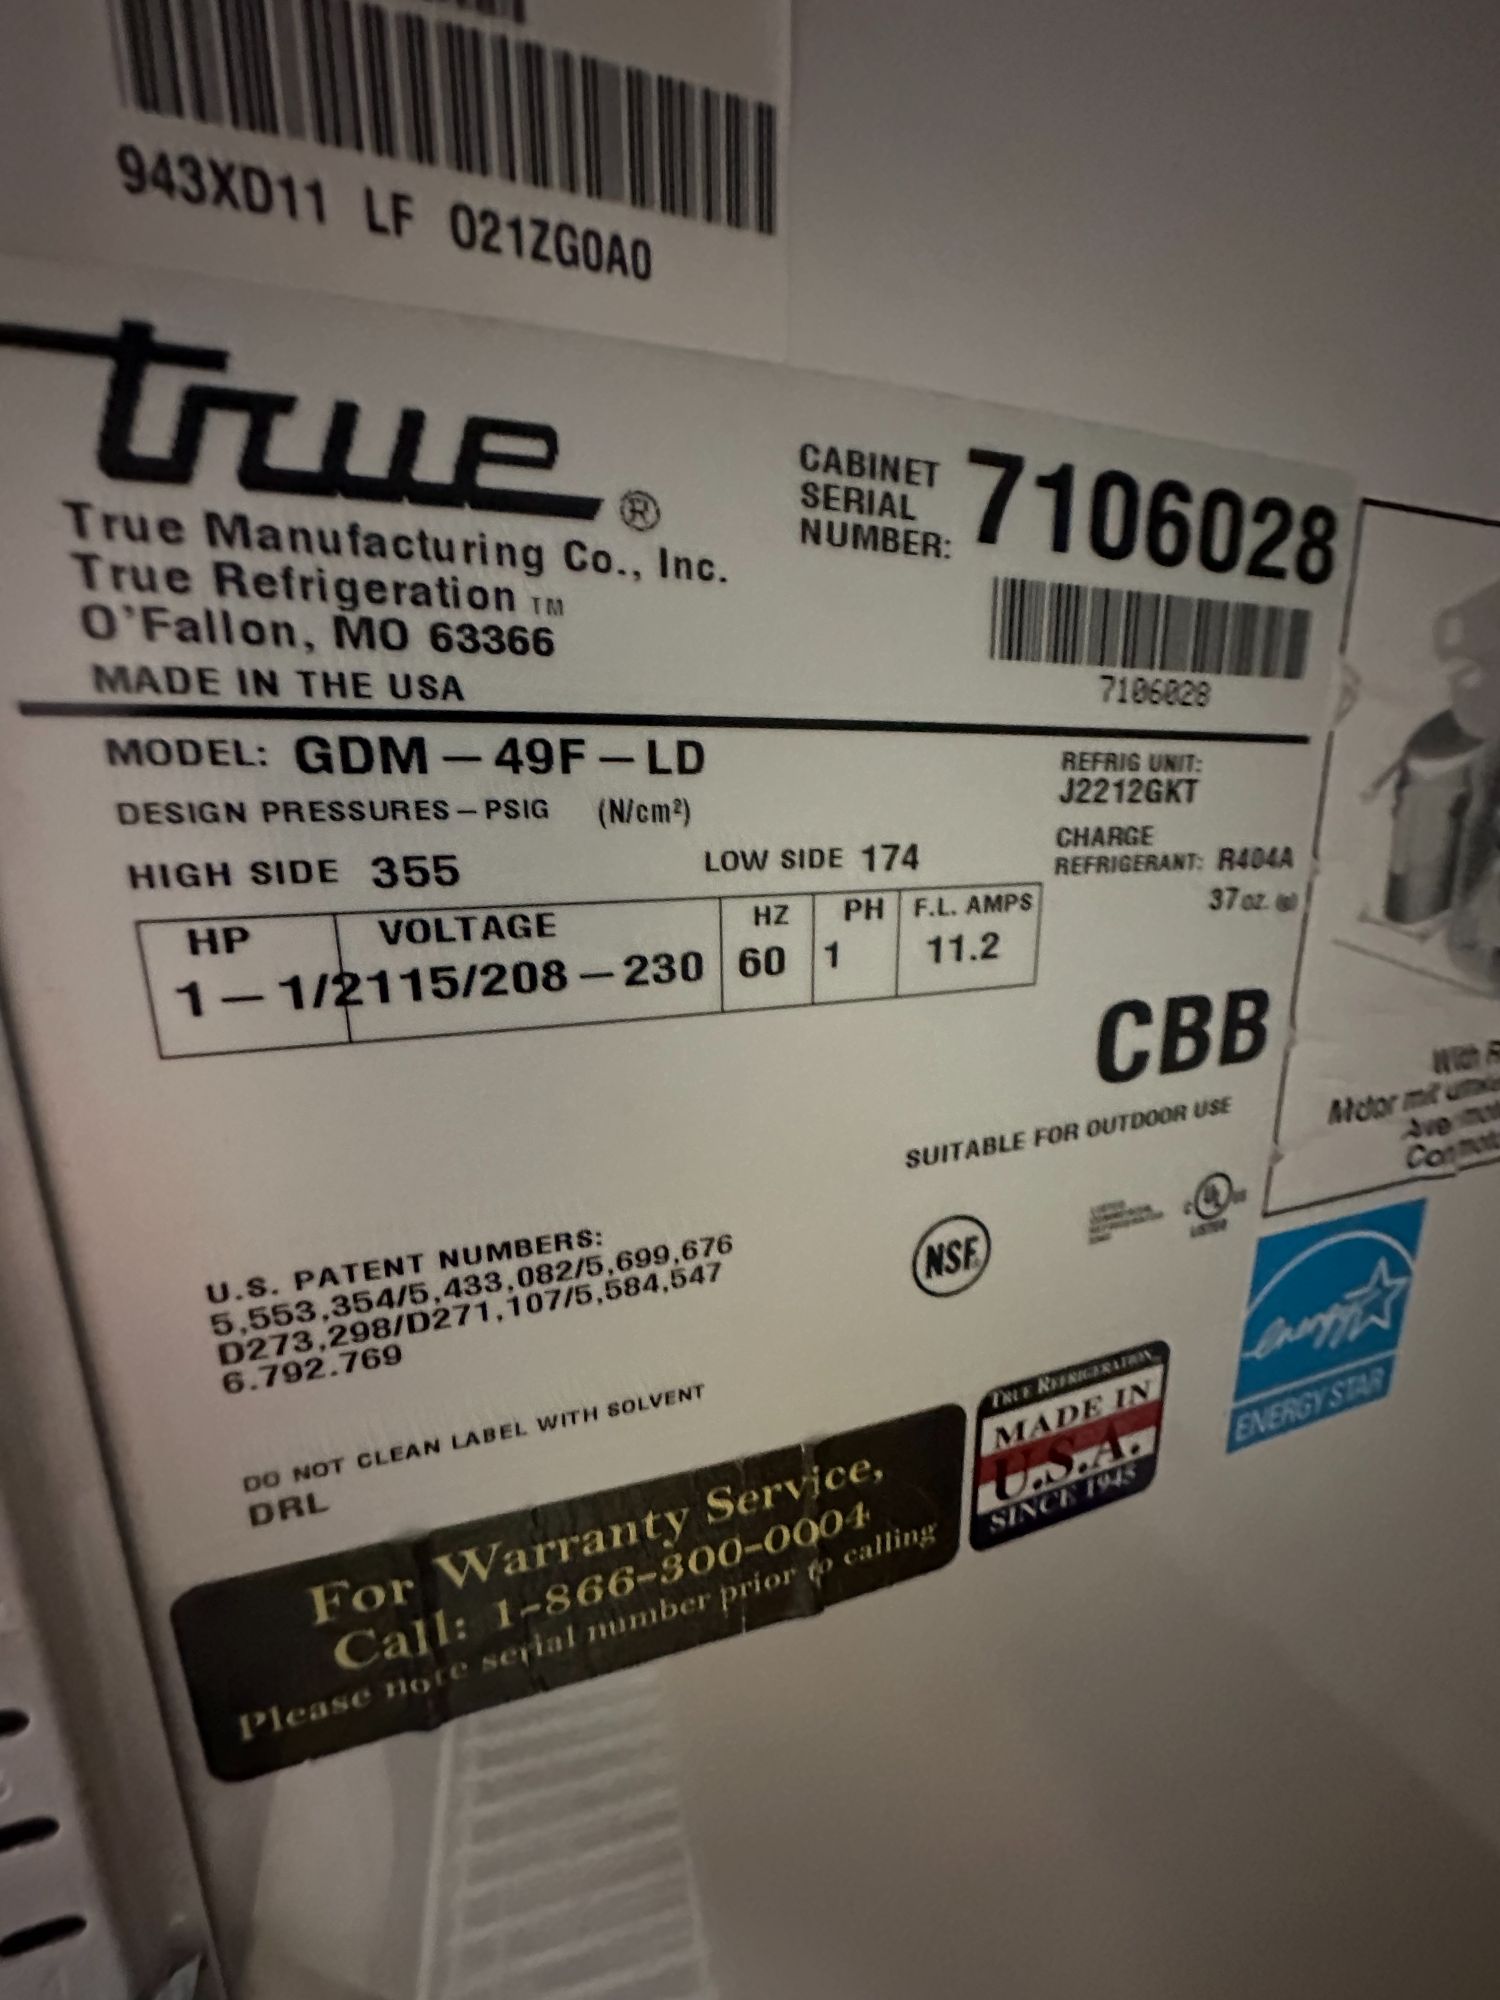 943XD11 LF 021ZG0A0
true®
True Manufacturing Co., Inc.
True Refrigeration TM
O'Fallon, MO 63366
MADE IN THE USA
CABINET
SERIAL
NUMBER: 7106028
7106028
MODEL: GDM-49F-LD
DESIGN PRESSURES-PSIG (N/cm²)
HIGH SIDE 355 LOW SIDE 174
REFRIG UNIT:
J2212GKT
CHARGE
REFRIGERANT: R404A
37 oz.
HP VOLTAGE HZ PH F.L. AMPS
1-1/2 115/208-230 60 1 11.2
CBB
SUITABLE FOR OUTDOOR USE
NSF
UL
LISTED
With
Motor mit
U.S. PATENT NUMBERS:
5,553,354/5,433,082/5,699,676
D273,298/D271,107/5,584,547
6.792.769
DO NOT CLEAN LABEL WITH SOLVENT
DRL
energy
ENERGY STAR
TRUE REFRIGERATION
MADE IN
U.S.A.
SINCE 1945
For Warranty Service,
Call: 1-866-300-0004
Please note serial number prior to calling